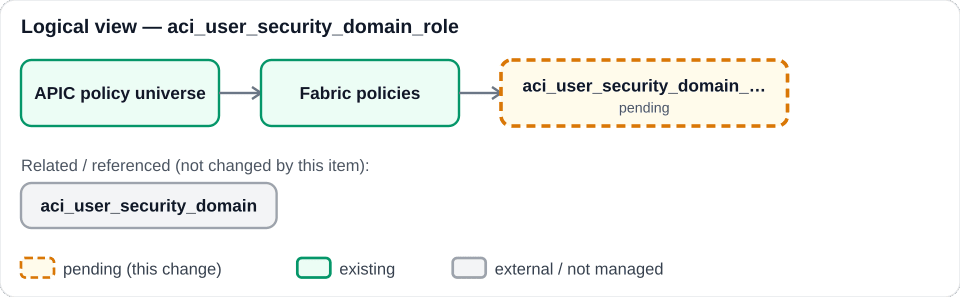 Logical view — aci_user_security_domain_role
APIC policy universe
Fabric policies
aci_user_security_domain_…
pending
Related / referenced (not changed by this item):
aci_user_security_domain
pending (this change)
existing
external / not managed